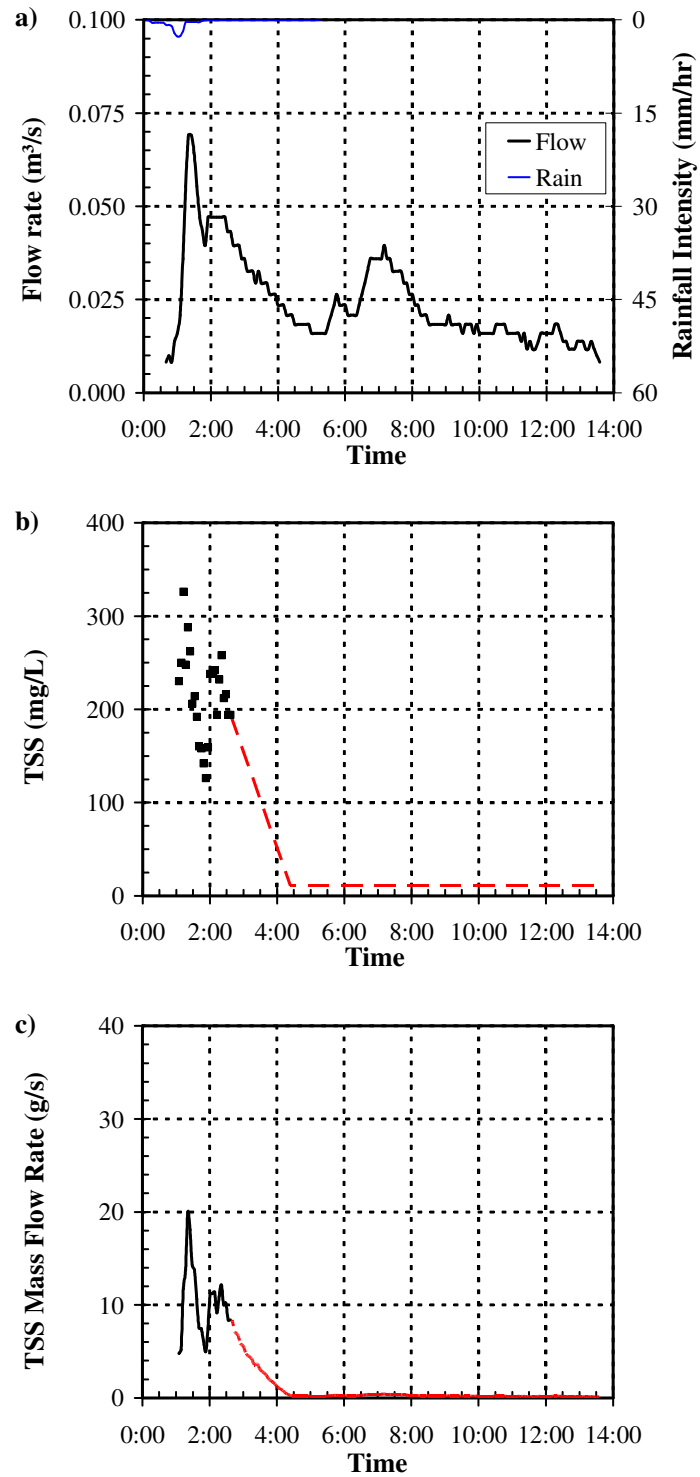 a)
0.100
0.075
0.050
0.025
0.000
Flow rate (m³/s)
0
15
30
45
60
Rainfall Intensity (mm/hr)
Flow
Rain
0:00 2:00 4:00 6:00 8:00 10:00 12:00 14:00
Time
b)
400
300
200
100
0
TSS (mg/L)
0:00 2:00 4:00 6:00 8:00 10:00 12:00 14:00
Time
c)
40
30
20
10
0
TSS Mass Flow Rate (g/s)
0:00 2:00 4:00 6:00 8:00 10:00 12:00 14:00
Time